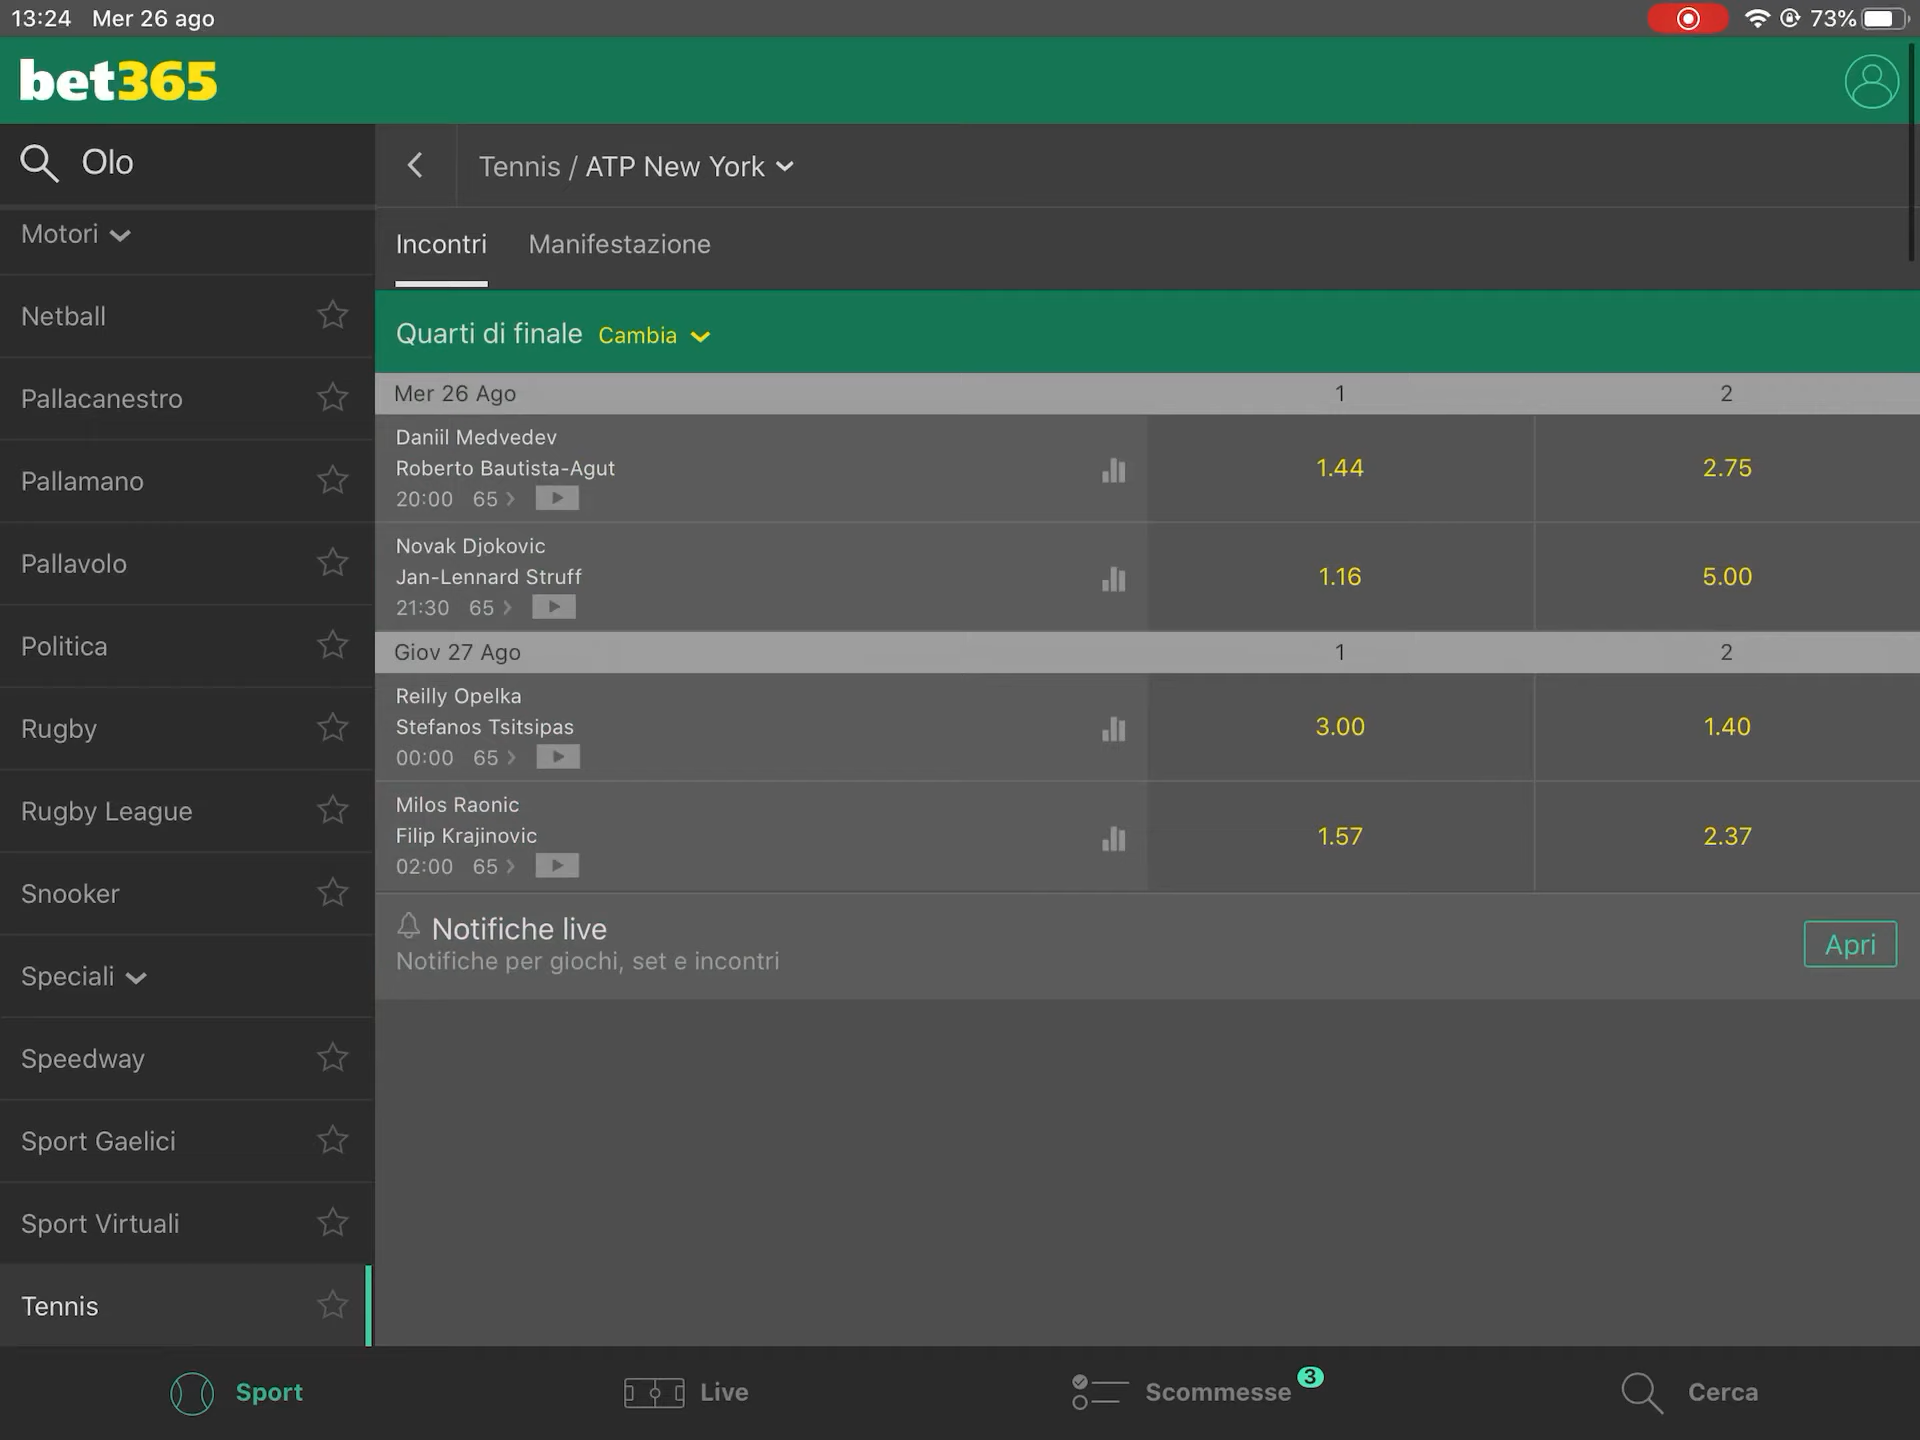 13:24 Mer 26 ago 73%
bet365
Olo
Tennis / ATP New York
Motori
Incontri Manifestazione
Netball
Quarti di finale Cambia
Mer 26 Ago 1 2
Pallacanestro
Daniil Medvedev
Roberto Bautista-Agut
20:00 65 1.44 2.75
Pallamano
Novak Djokovic
Jan-Lennard Struff
21:30 65 1.16 5.00
Pallavolo
Giov 27 Ago 1 2
Politica
Reilly Opelka
Stefanos Tsitsipas
00:00 65 3.00 1.40
Rugby
Milos Raonic
Filip Krajinovic
02:00 65 1.57 2.37
Rugby League
Snooker
Notifiche live
Notifiche per giochi, set e incontri
Apri
Speciali
Speedway
Sport Gaelici
Sport Virtuali
Tennis
Sport Live Scommesse 3 Cerca